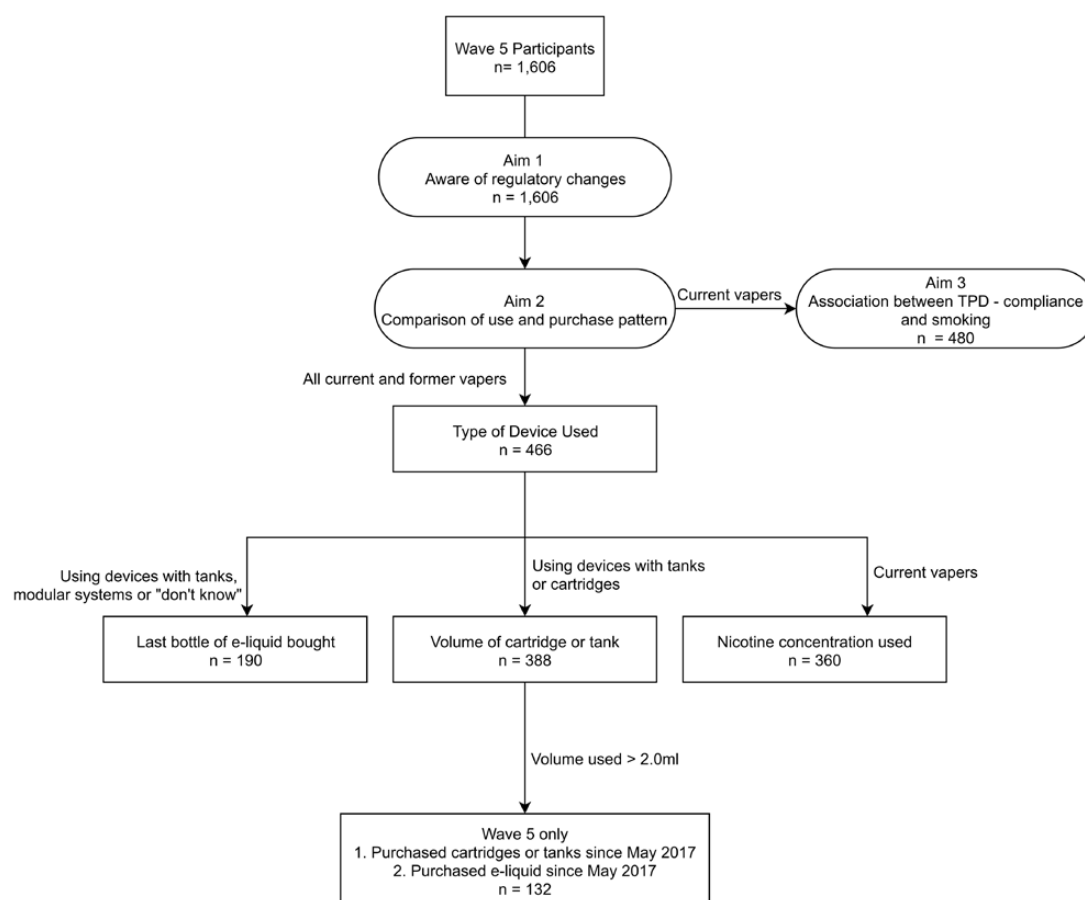 Wave 5 Participants
n= 1,606
Aim 1
Aware of regulatory changes
n = 1,606
Aim 2
Comparison of use and purchase pattern
Current vapers
Aim 3
Association between TPD - compliance
and smoking
n = 480
All current and former vapers
Type of Device Used
n = 466
Using devices with tanks,
modular systems or "don't know"
Using devices with tanks
or cartridges
Current vapers
Last bottle of e-liquid bought
n = 190
Volume of cartridge or tank
n = 388
Nicotine concentration used
n = 360
Volume used > 2.0ml
Wave 5 only
1. Purchased cartridges or tanks since May 2017
2. Purchased e-liquid since May 2017
n = 132